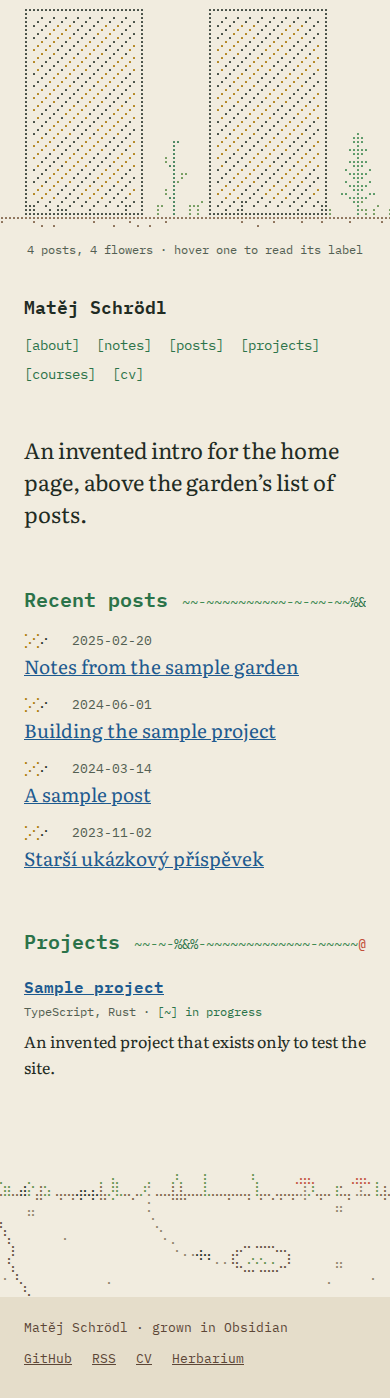 4 posts, 4 flowers · hover one to read its label
Matěj Schrödl
[about] [notes] [posts] [projects]
[courses] [cv]
An invented intro for the home
page, above the garden’s list of
posts.
Recent posts ~~-~~~~~~~~~~~-~-~~-~~%&
2025-02-20
Notes from the sample garden
2024-06-01
Building the sample project
2024-03-14
A sample post
2023-11-02
Starší ukázkový příspěvek
Projects ~~-~-%&%-~~~~~~~~~~~~~-~~~~~@
Sample project
TypeScript, Rust · [~] in progress
An invented project that exists only to test the
site.
Matěj Schrödl · grown in Obsidian
GitHub RSS CV Herbarium